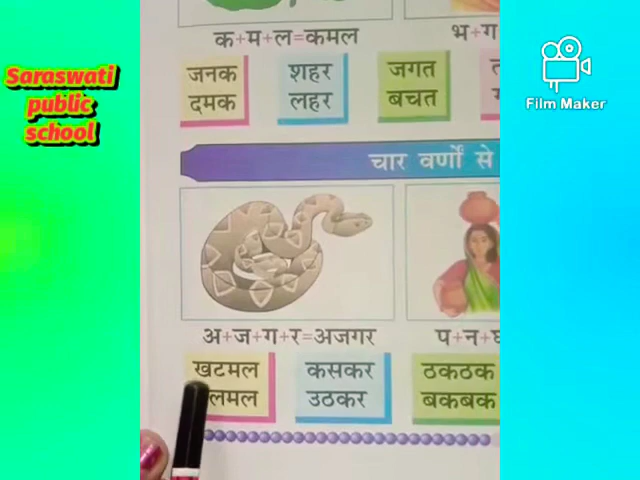 Saraswati
public
school
Film Maker
क+म+ल=कमल
भ+ग
जनक
दमक
शहर
लहर
जगत
बचत
चार वर्णों से
अ+ज+ग+र=अजगर
प+न+घ
खटमल
लमल
कसकर
उठकर
ठकठक
बकबक